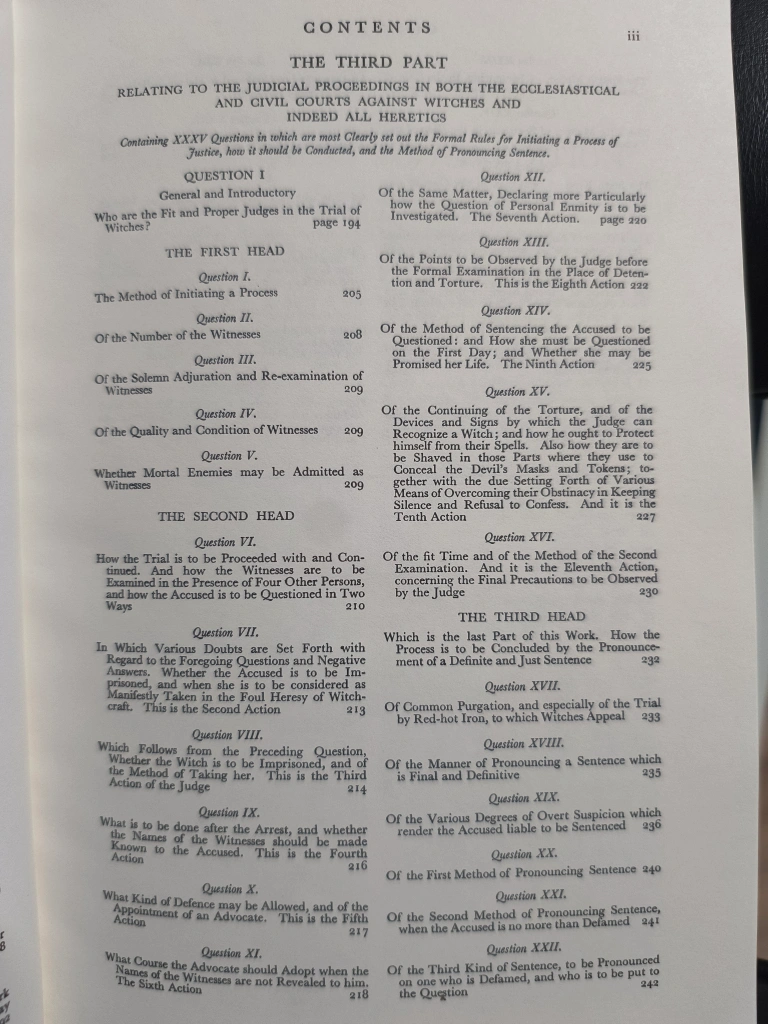 CONTENTS
iii
THE THIRD PART
RELATING TO THE JUDICIAL PROCEEDINGS IN BOTH THE ECCLESIASTICAL
AND CIVIL COURTS AGAINST WITCHES AND
INDEED ALL HERETICS
Containing XXXV Questions in which are most Clearly set out the Formal Rules for Initiating a Process of
Justice, how it should be Conducted, and the Method of Pronouncing Sentence.
QUESTION I
General and Introductory
Who are the Fit and Proper Judges in the Trial of
Witches? page 194
THE FIRST HEAD
Question I.
The Method of Initiating a Process 205
Question II.
Of the Number of the Witnesses 208
Question III.
Of the Solemn Adjuration and Re-examination of
Witnesses 209
Question IV.
Of the Quality and Condition of Witnesses 209
Question V.
Whether Mortal Enemies may be Admitted as
Witnesses 209
THE SECOND HEAD
Question VI.
How the Trial is to be Proceeded with and Con-
tinued. And how the Witnesses are to be
Examined in the Presence of Four Other Persons,
and how the Accused is to be Questioned in Two
Ways 210
Question VII.
In Which Various Doubts are Set Forth with
Regard to the Foregoing Questions and Negative
Answers. Whether the Accused is to be Im-
prisoned, and when she is to be considered as
Manifestly Taken in the Foul Heresy of Witch-
craft. This is the Second Action 213
Question VIII.
Which Follows from the Preceding Question,
Whether the Witch is to be Imprisoned, and of
the Method of Taking her. This is the Third
Action of the Judge 214
Question IX.
What is to be done after the Arrest, and whether
the Names of the Witnesses should be made
Known to the Accused. This is the Fourth
Action 216
Question X.
What Kind of Defence may be Allowed, and of the
Appointment of an Advocate. This is the Fifth
Action 217
Question XI.
What Course the Advocate should Adopt when the
Names of the Witnesses are not Revealed to him.
The Sixth Action 218
Question XII.
Of the Same Matter, Declaring more Particularly
how the Question of Personal Enmity is to be
Investigated. The Seventh Action. page 220
Question XIII.
Of the Points to be Observed by the Judge before
the Formal Examination in the Place of Deten-
tion and Torture. This is the Eighth Action 222
Question XIV.
Of the Method of Sentencing the Accused to be
Questioned: and How she must be Questioned
on the First Day; and Whether she may be
Promised her Life. The Ninth Action 225
Question XV.
Of the Continuing of the Torture, and of the
Devices and Signs by which the Judge can
Recognize a Witch; and how he ought to Protect
himself from their Spells. Also how they are to
be Shaved in those Parts where they use to
Conceal the Devil's Masks and Tokens; to-
gether with the due Setting Forth of Various
Means of Overcoming their Obstinacy in Keeping
Silence and Refusal to Confess. And it is the
Tenth Action 227
Question XVI.
Of the fit Time and of the Method of the Second
Examination. And it is the Eleventh Action,
concerning the Final Precautions to be Observed
by the Judge 230
THE THIRD HEAD
Which is the last Part of this Work. How the
Process is to be Concluded by the Pronounce-
ment of a Definite and Just Sentence 232
Question XVII.
Of Common Purgation, and especially of the Trial
by Red-hot Iron, to which Witches Appeal 233
Question XVIII.
Of the Manner of Pronouncing a Sentence which
is Final and Definitive 235
Question XIX.
Of the Various Degrees of Overt Suspicion which
render the Accused liable to be Sentenced 236
Question XX.
Of the First Method of Pronouncing Sentence 240
Question XXI.
Of the Second Method of Pronouncing Sentence,
when the Accused is no more than Defamed 241
Question XXII.
Of the Third Kind of Sentence, to be Pronounced
on one who is Defamed, and who is to be put to
the Question 242